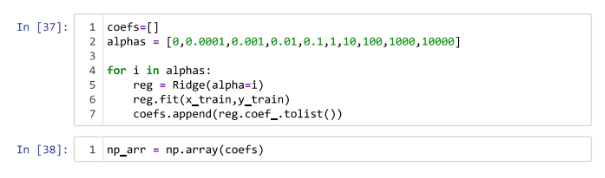 In [37]:
1 coefs=[]
2 alphas = [0,0.0001,0.001,0.01,0.1,1,10,100,1000,10000]
3
4 for i in alphas:
5     reg = Ridge(alpha=i)
6     reg.fit(x_train,y_train)
7     coefs.append(reg.coef_.tolist())
In [38]:
1 np_arr = np.array(coefs)